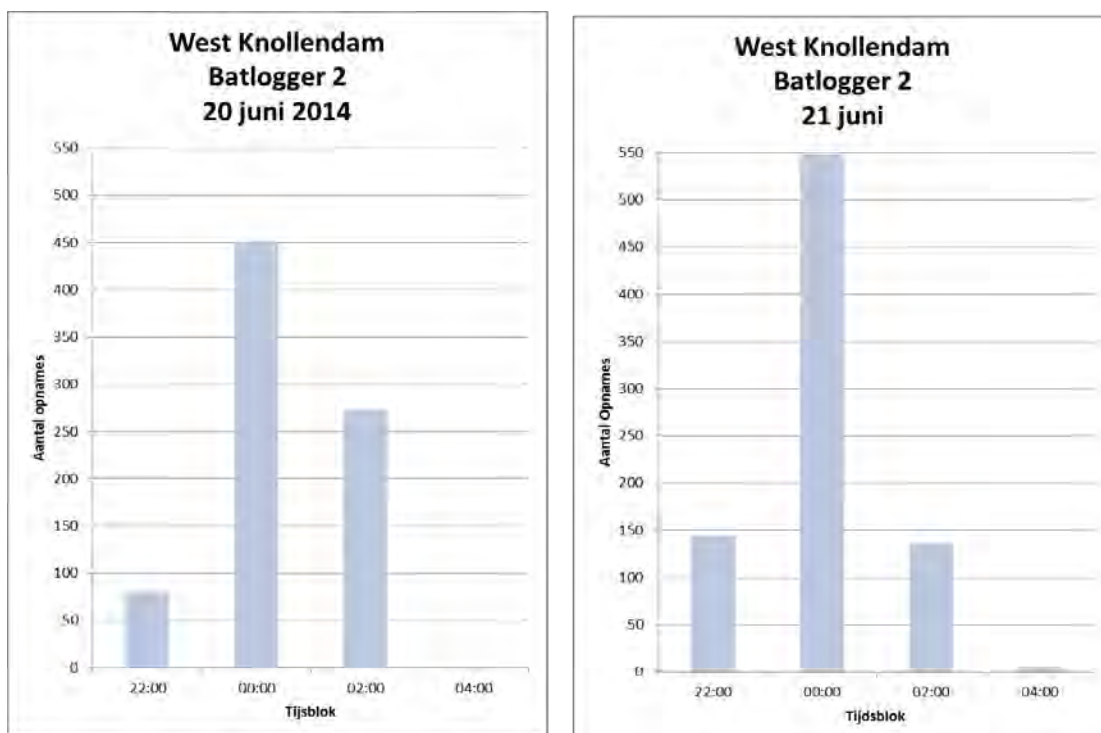 West Knollendam
Batlogger 2
20 juni 2014
550
500
450
400
350
300
250
200
150
100
50
0
Aantal opnames
22:00 00:00 02:00 04:00
Tijsblok
West Knollendam
Batlogger 2
21 juni
550
500
450
400
350
300
250
200
150
100
50
0
Aantal Opnames
22:00 00:00 02:00 04:00
Tijdsblok